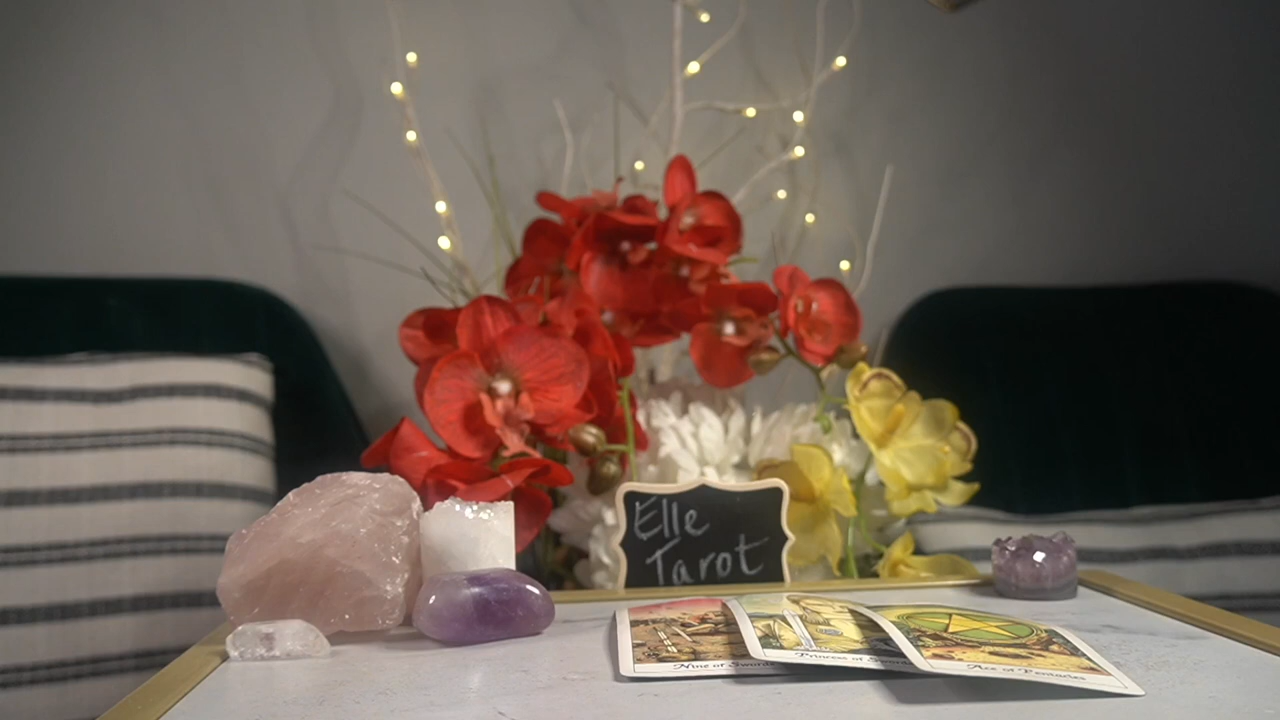 Elle
Tarot
Nine of Swords
Princess of Swords
Ace of Pentacles